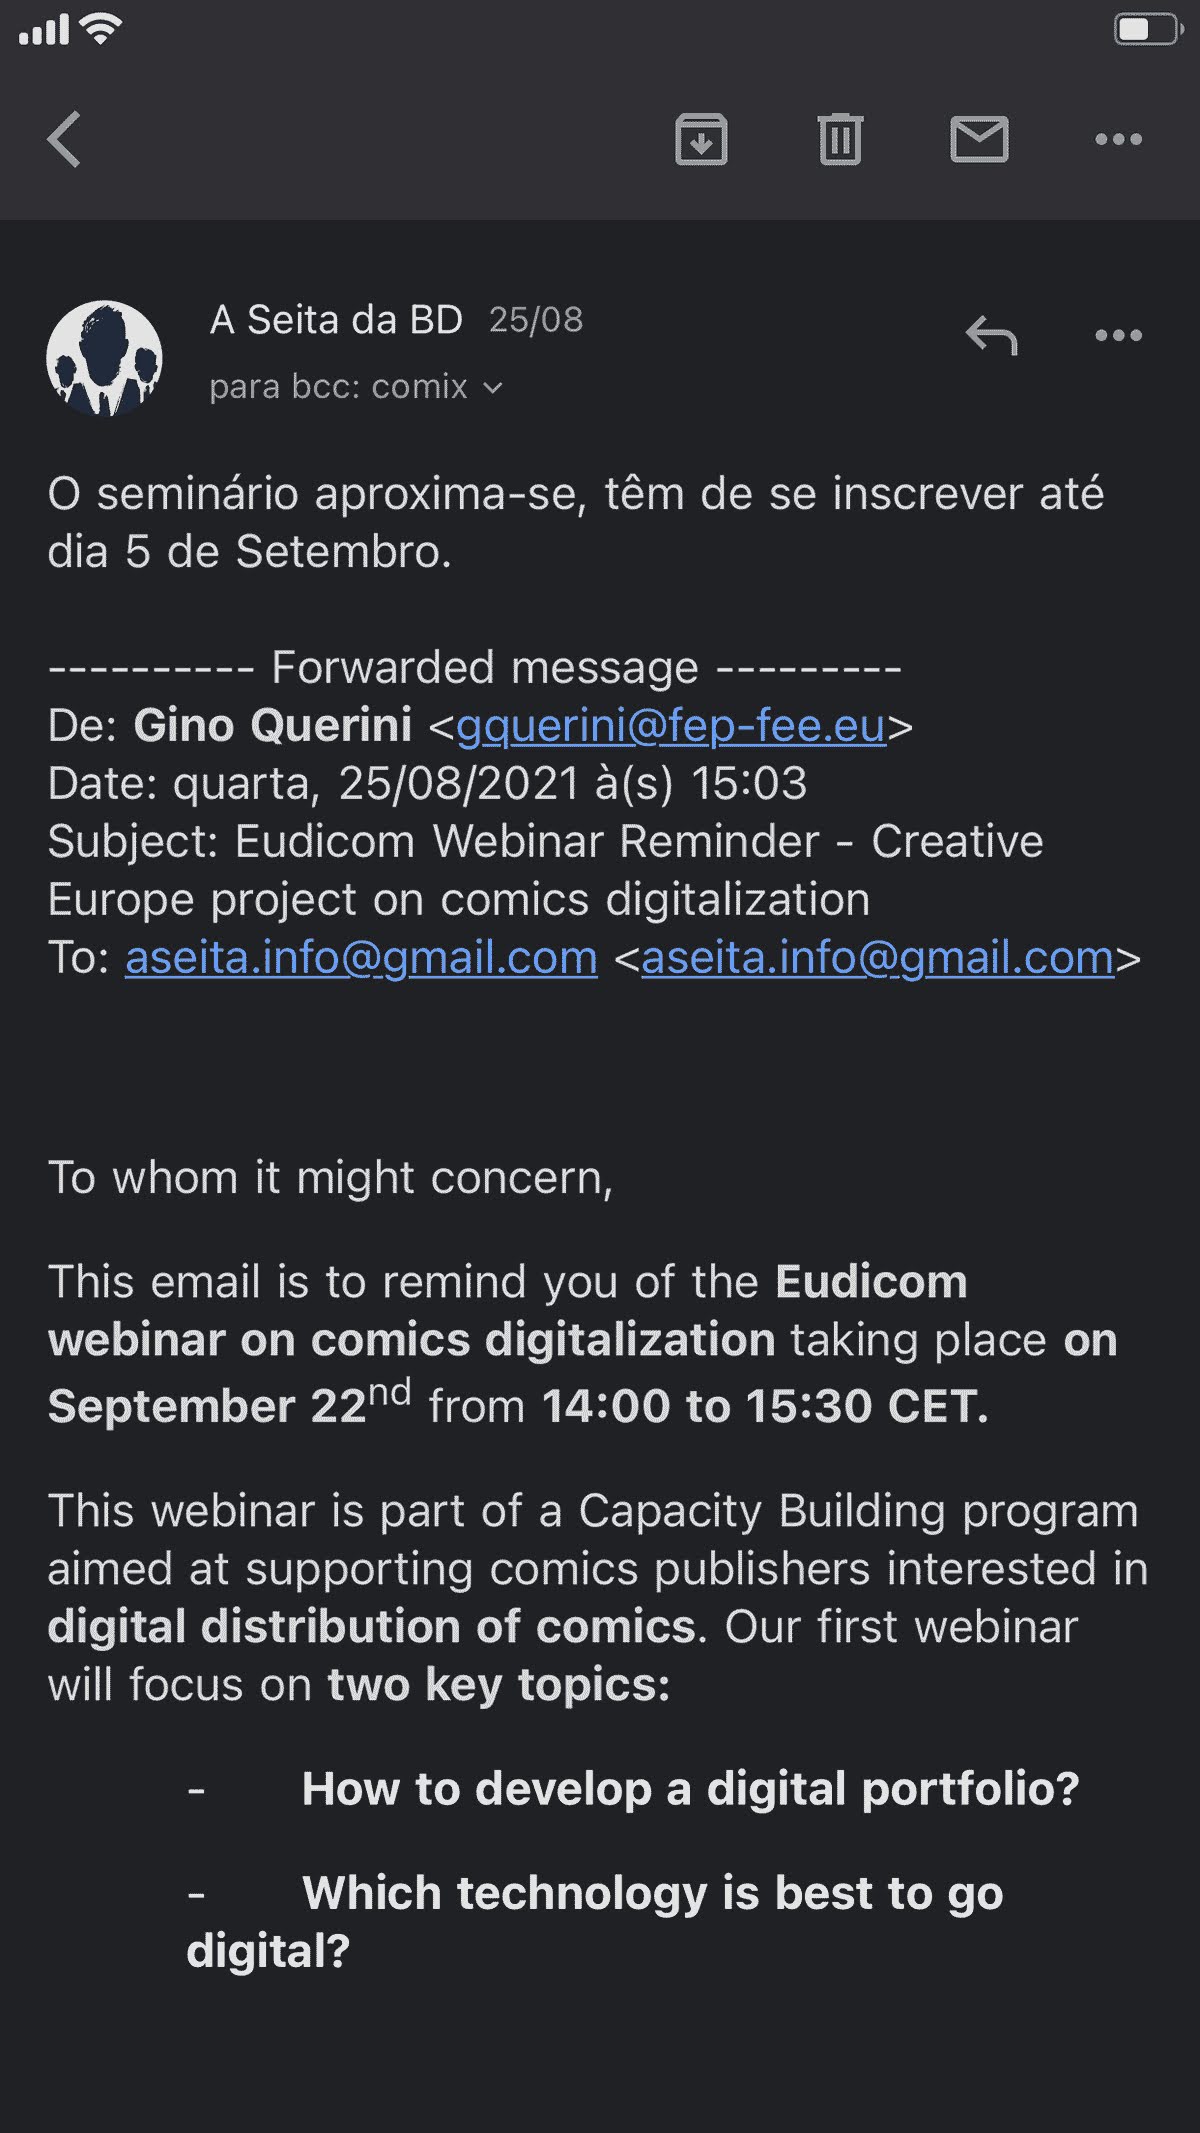 A Seita da BD 25/08
para bcc: comix
O seminário aproxima-se, têm de se inscrever até
dia 5 de Setembro.
---------- Forwarded message ---------
De: Gino Querini <gquerini@fep-fee.eu>
Date: quarta, 25/08/2021 à(s) 15:03
Subject: Eudicom Webinar Reminder - Creative
Europe project on comics digitalization
To: aseita.info@gmail.com <aseita.info@gmail.com>
To whom it might concern,
This email is to remind you of the Eudicom
webinar on comics digitalization taking place on
September 22nd from 14:00 to 15:30 CET.
This webinar is part of a Capacity Building program
aimed at supporting comics publishers interested in
digital distribution of comics. Our first webinar
will focus on two key topics:
- How to develop a digital portfolio?
- Which technology is best to go
digital?